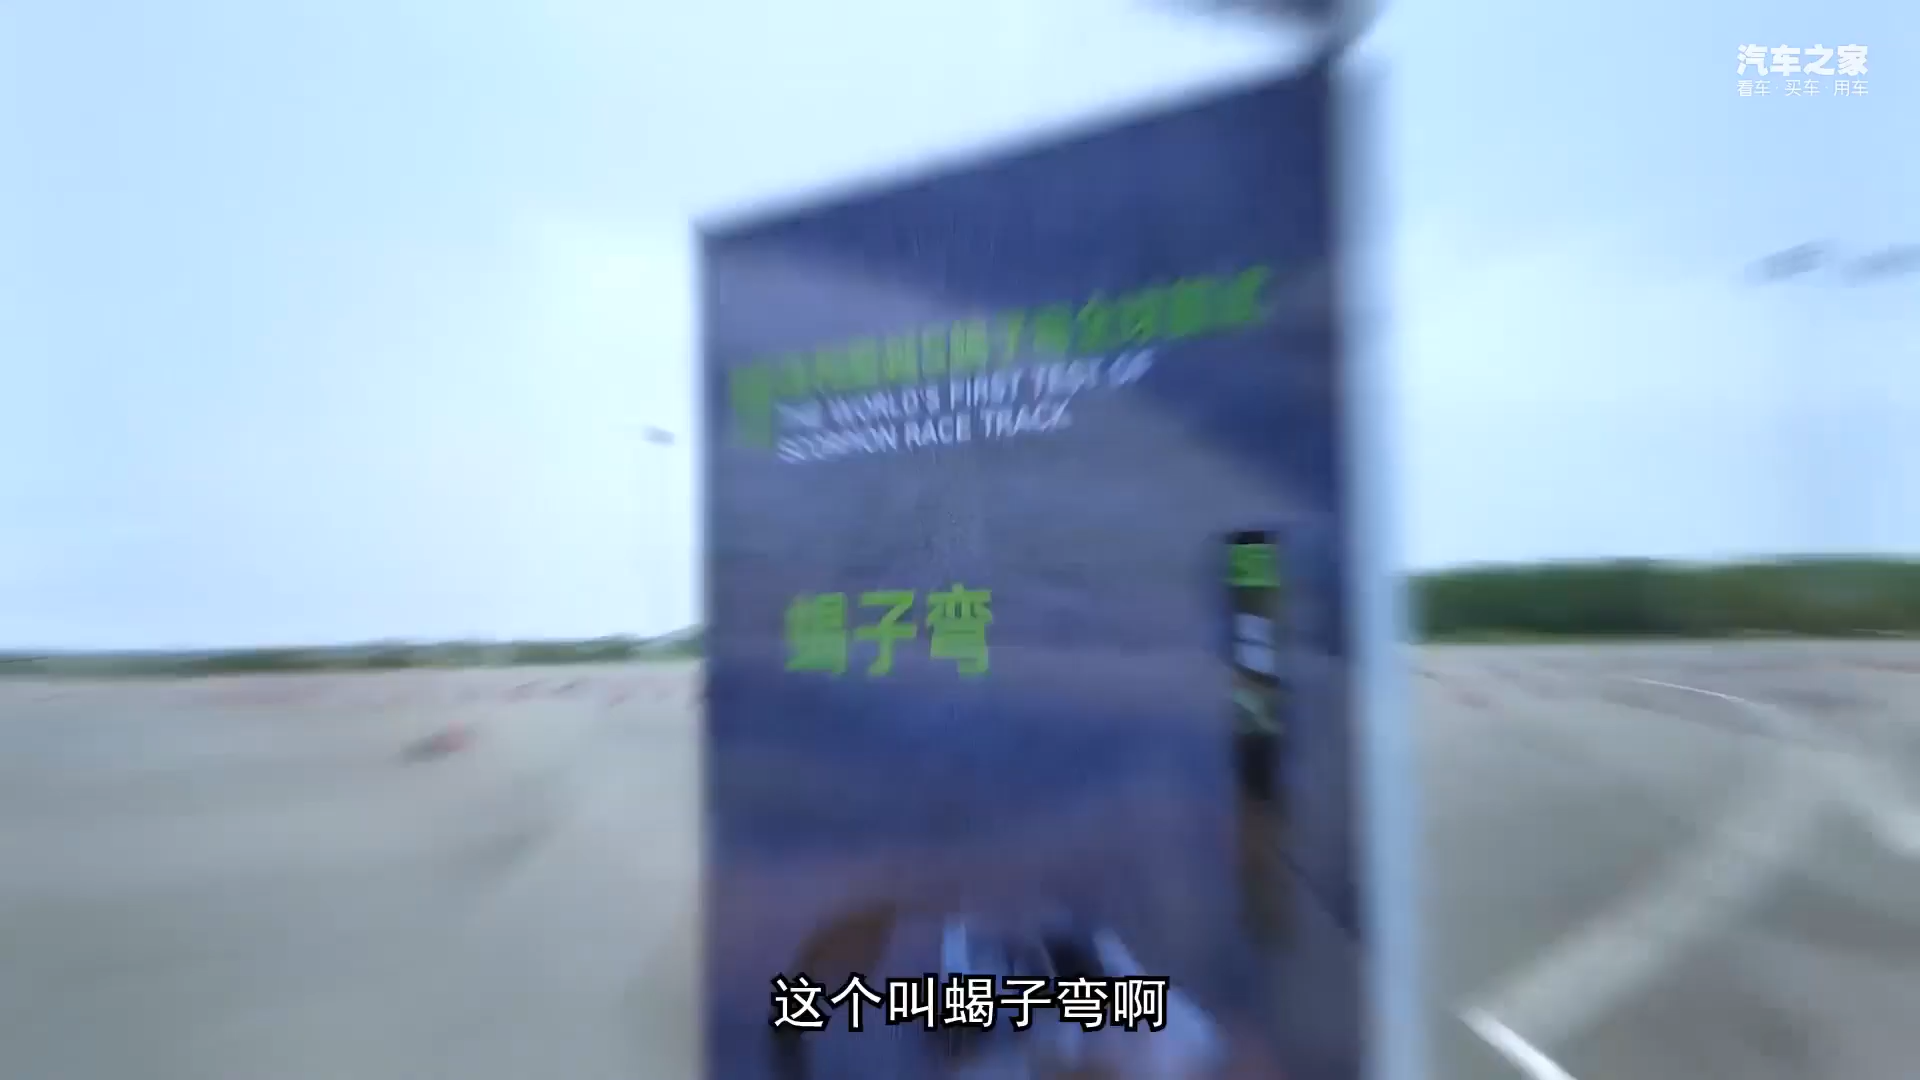 汽车之家
看车·买车·用车
WORLD'S FIRST TEST OF
SCORPION RACE TRACK
蝎子弯
这个叫蝎子弯啊